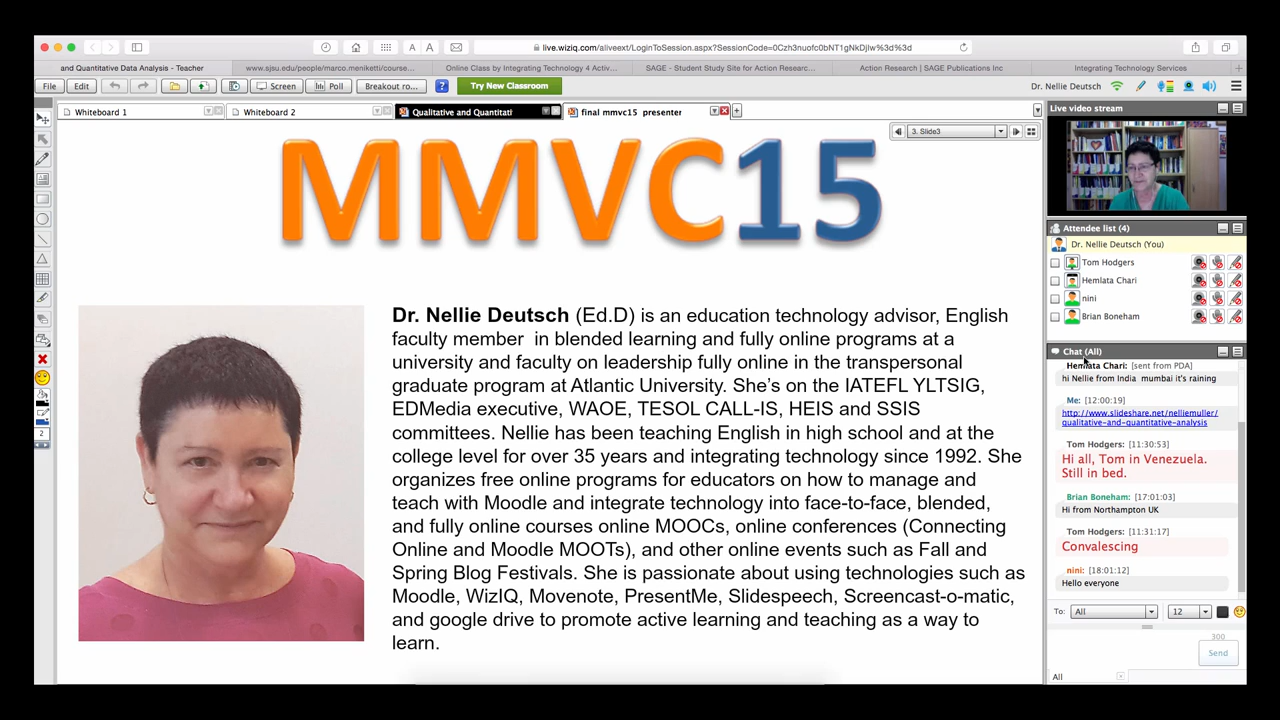 live.wiziq.com/aliveext/LoginToSession.aspx?SessionCode=0Czh3nuofc0bNT1gNkDjIw%3d%3d
and Quantitative Data Analysis - Teacher
www.sjsu.edu/people/marco.meniketti/course...
Online Class by Integrating Technology 4 Activ...
SAGE - Student Study Site for Action Researc...
Action Research | SAGE Publications Inc
Integrating Technology Services
File
Edit
Screen
Poll
Breakout ro...
?
Try New Classroom
Dr. Nellie Deutsch
Whiteboard 1
Whiteboard 2
Qualitative and Quantitati
final mmvc15 presenter
3. Slide3
MMVC15
Dr. Nellie Deutsch (Ed.D) is an education technology advisor, English
faculty member in blended learning and fully online programs at a
university and faculty on leadership fully online in the transpersonal
graduate program at Atlantic University. She's on the IATEFL YLTSIG,
EDMedia executive, WAOE, TESOL CALL-IS, HEIS and SSIS
committees. Nellie has been teaching English in high school and at the
college level for over 35 years and integrating technology since 1992. She
organizes free online programs for educators on how to manage and
teach with Moodle and integrate technology into face-to-face, blended,
and fully online courses online MOOCs, online conferences (Connecting
Online and Moodle MOOTs), and other online events such as Fall and
Spring Blog Festivals. She is passionate about using technologies such as
Moodle, WizIQ, Movenote, PresentMe, Slidespeech, Screencast-o-matic,
and google drive to promote active learning and teaching as a way to
learn.
2
Live video stream
Attendee list (4)
Dr. Nellie Deutsch (You)
Tom Hodgers
Hemlata Chari
nini
Brian Boneham
Chat (All)
Hemlata Chari: [sent from PDA]
hi Nellie from India mumbai it's raining
Me: [12:00:19]
http://www.slideshare.net/nelliemuller/
qualitative-and-quantitative-analysis
Tom Hodgers: [11:30:53]
Hi all, Tom in Venezuela.
Still in bed.
Brian Boneham: [17:01:03]
Hi from Northampton UK
Tom Hodgers: [11:31:17]
Convalescing
nini: [18:01:12]
Hello everyone
To: All 12
300
Send
All